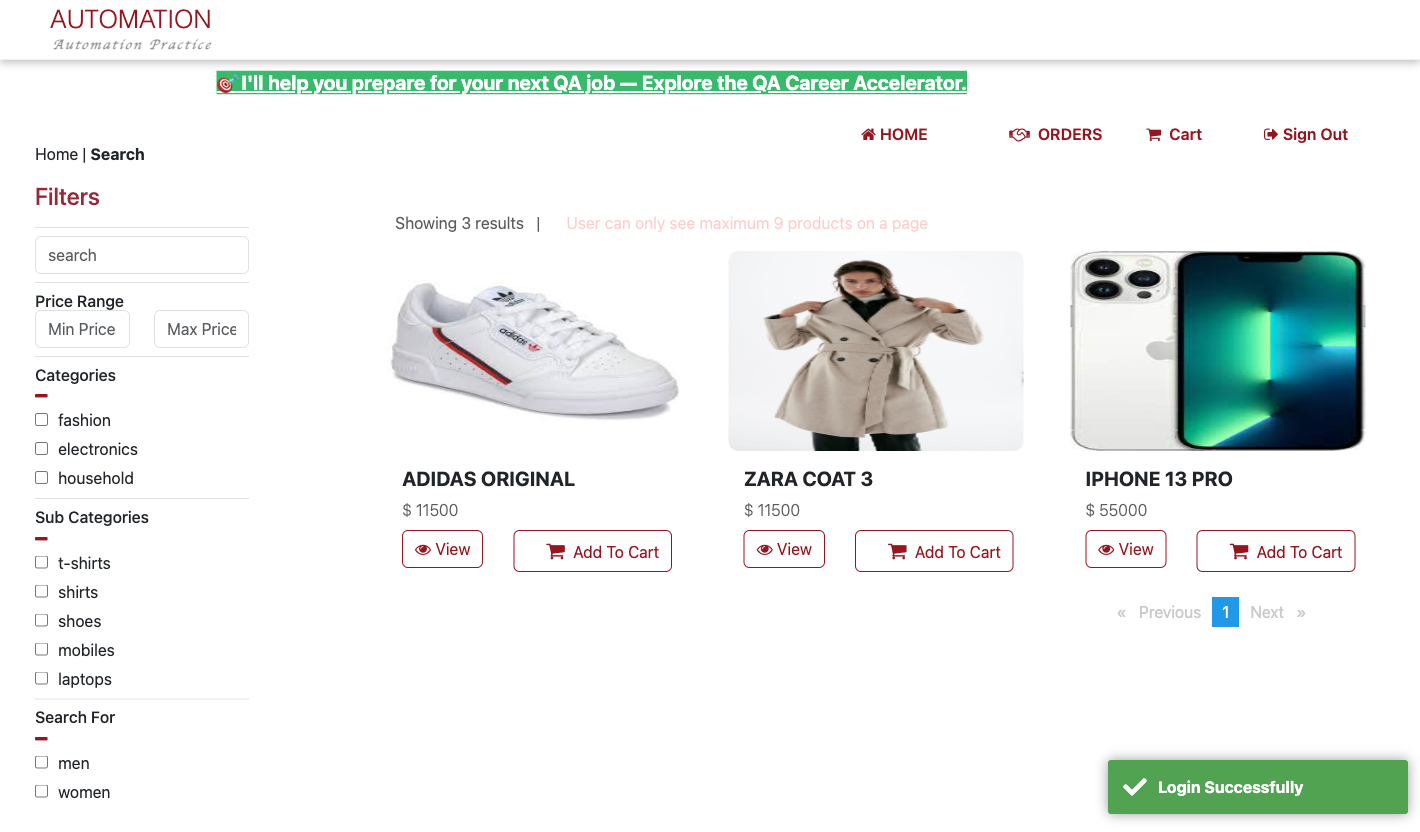 AUTOMATION
Automation Practice
🎯 I'll help you prepare for your next QA job — Explore the QA Career Accelerator.
HOME ORDERS Cart Sign Out
Home | Search
Filters
search
Price Range
Min Price Max Price
Categories
fashion
electronics
household
Sub Categories
t-shirts
shirts
shoes
mobiles
laptops
Search For
men
women
Showing 3 results | User can only see maximum 9 products on a page
adidas
ADIDAS ORIGINAL
$ 11500
View Add To Cart
ZARA COAT 3
$ 11500
View Add To Cart
IPHONE 13 PRO
$ 55000
View Add To Cart
« Previous 1 Next »
Login Successfully